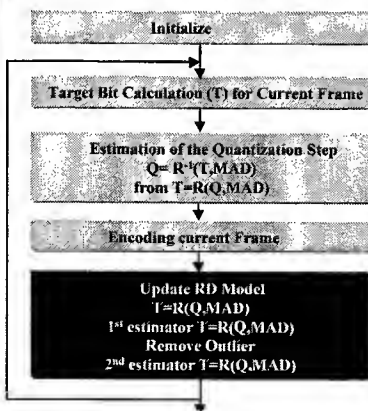 Initialize
Target Bit Calculation (T) for Current Frame
Estimation of the Quantization Step
Q= R⁻¹(T,MAD)
from T=R(Q,MAD)
Encoding current Frame
Update RD Model
T=R(Q,MAD)
1st estimator T=R(Q,MAD)
Remove Outlier
2nd estimator T=R(Q,MAD)